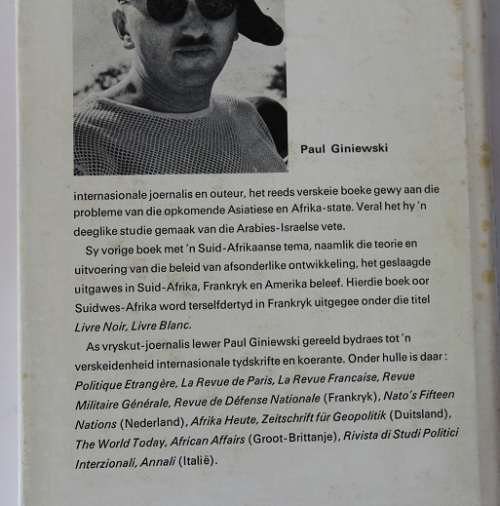 Paul Giniewski
internasionale joernalis en outeur, het reeds verskeie boeke gewy aan die
probleme van die opkomende Asiatiese en Afrika-state. Veral het hy 'n
deeglike studie gemaak van die Arabies-Israelse vete.
Sy vorige boek met 'n Suid-Afrikaanse tema, naamlik die teorie en
uitvoering van die beleid van afsonderlike ontwikkeling, het geslaagde
uitgawes in Suid-Afrika, Frankryk en Amerika beleef. Hierdie boek oor
Suidwes-Afrika word terselfdertyd in Frankryk uitgegee onder die titel
Livre Noir, Livre Blanc.
As vryskut-joernalis lewer Paul Giniewski gereeld bydraes tot 'n
verskeidenheid internasionale tydskrifte en koerante. Onder hulle is daar:
Politique Etrangère, La Revue de Paris, La Revue Francaise, Revue
Militaire Générale, Revue de Défense Nationale (Frankryk), Nato's Fifteen
Nations (Nederland), Afrika Heute, Zeitschrift für Geopolitik (Duitsland),
The World Today, African Affairs (Groot-Brittanje), Rivista di Studi Politici
Interzionali, Annali (Italië).